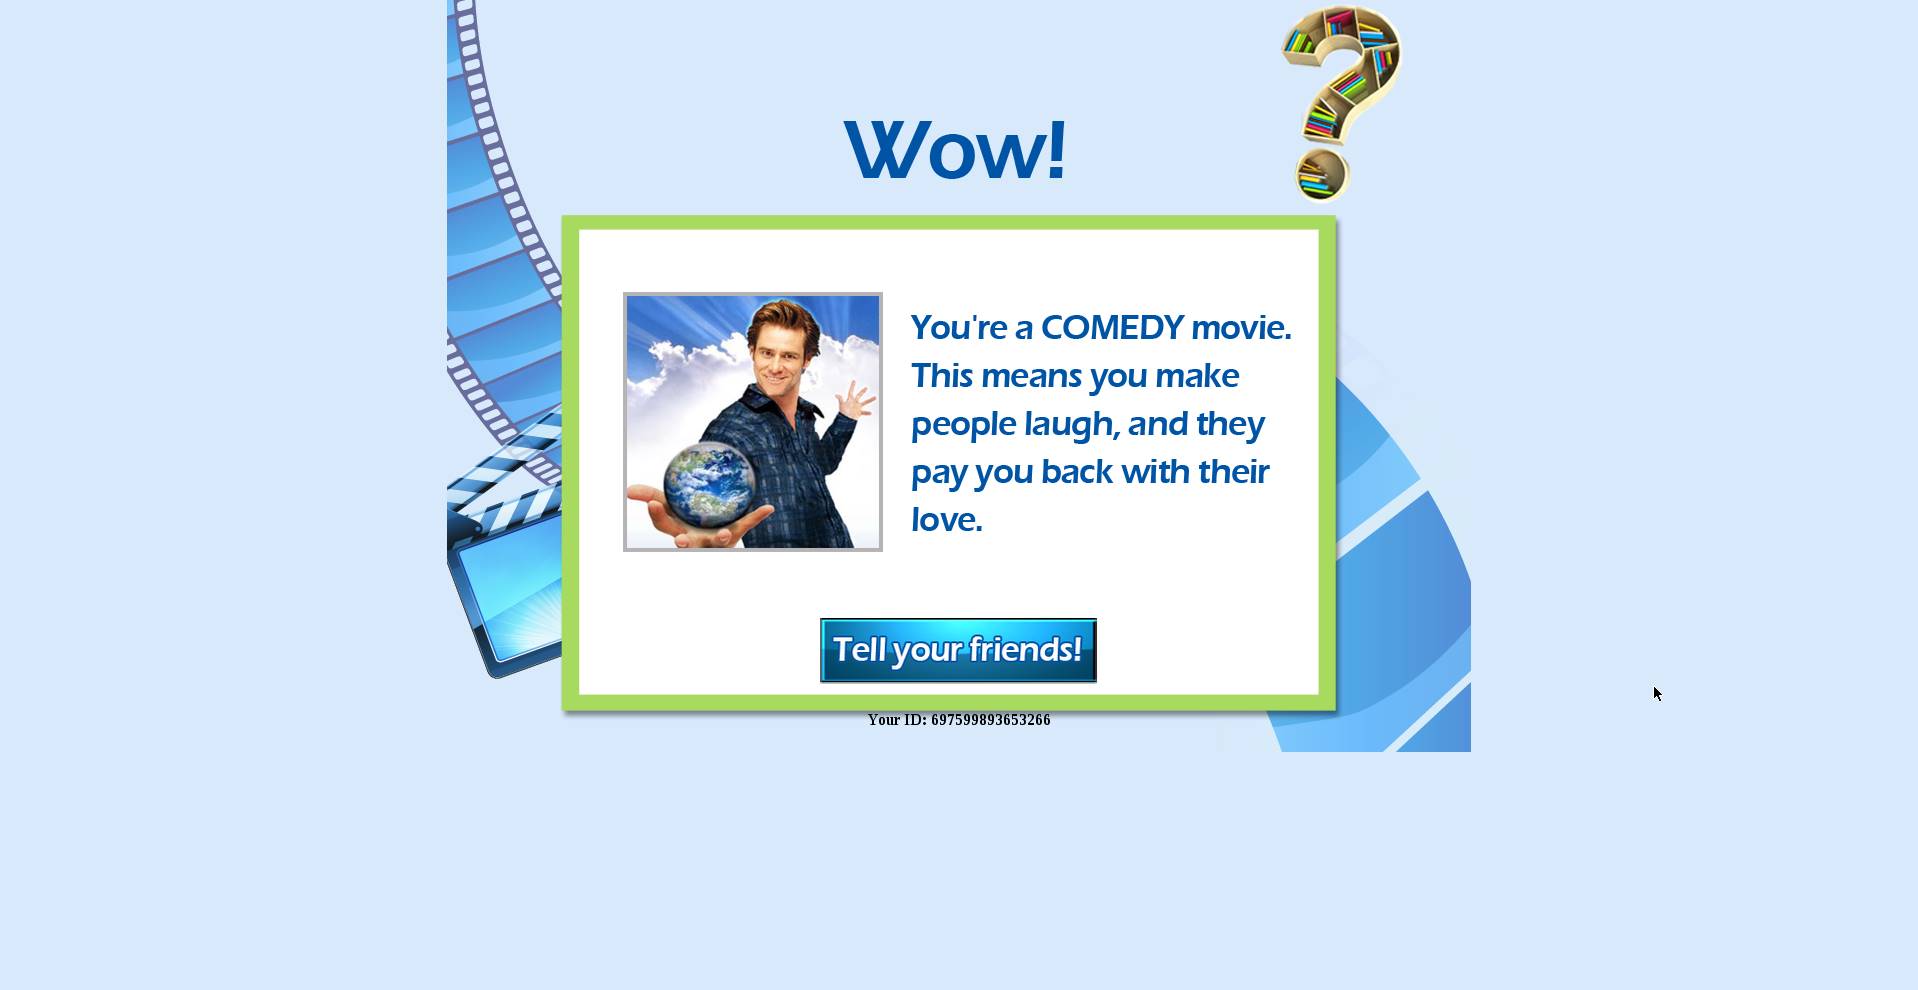 Wow!
You're a COMEDY movie.
This means you make
people laugh, and they
pay you back with their
love.
Tell your friends!
Your ID: 697599893653266